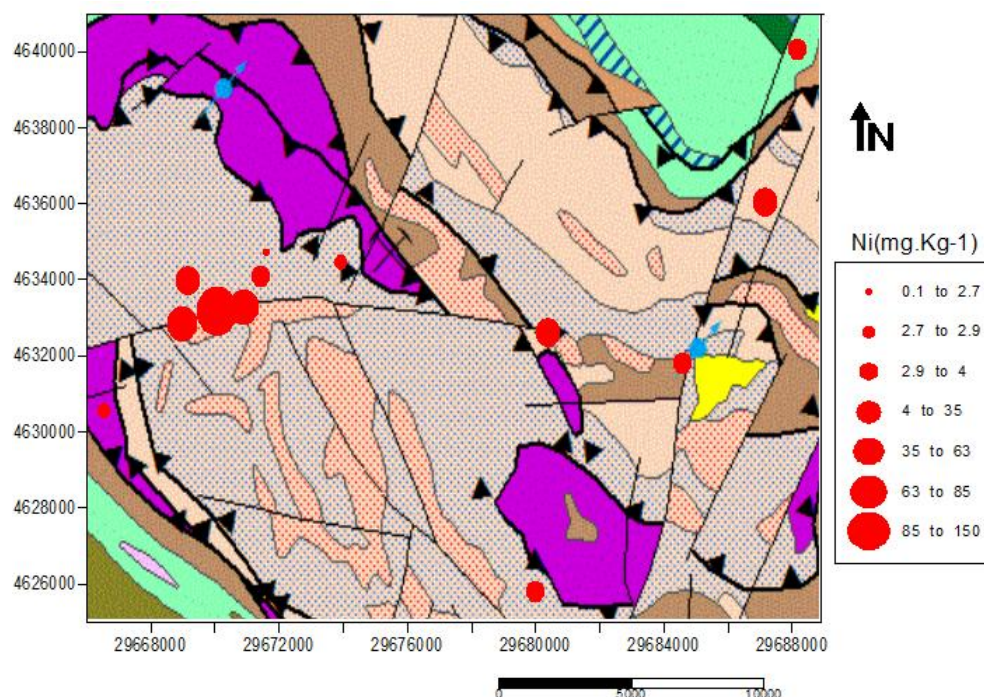 4640000
4638000
4636000
4634000
4632000
4630000
4628000
4626000
29668000
29672000
29676000
29680000
29684000
29688000
N
Ni(mg.Kg-1)
0.1 to 2.7
2.7 to 2.9
2.9 to 4
4 to 35
35 to 63
63 to 85
85 to 150
0 5000 10000